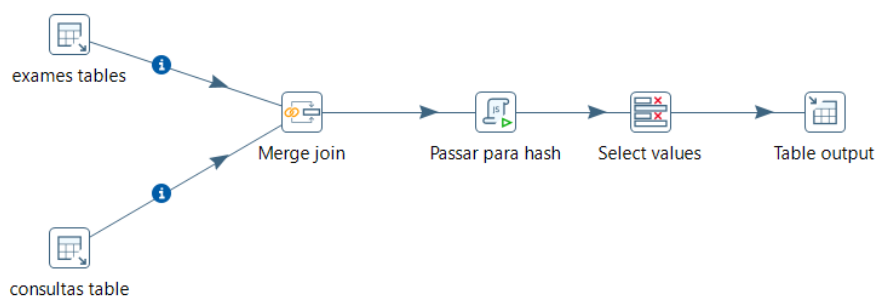 exames tables
Merge join
Passar para hash
Select values
Table output
consultas table